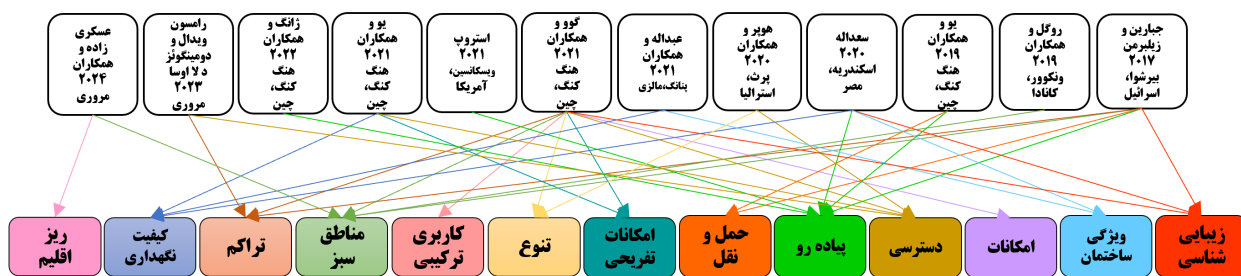 جبارین و
زیلبرمن
۲۰۱۷
بیرشوا،
اسرائیل
روگل و
همکاران
۲۰۱۹
ونکوور،
کانادا
یو و
همکاران
۲۰۱۹
هنگ
کنگ،
چین
سعداله
۲۰۲۰
اسکندریه،
مصر
هوپر و
همکاران
۲۰۲۰
پرث،
استرالیا
عبداله و
همکاران
۲۰۲۱
پنانگ،مالزی
گوو و
همکاران
۲۰۲۱
هنگ
کنگ،
چین
استروپ
۲۰۲۱
ویسکانسین،
آمریکا
یو و
همکاران
۲۰۲۱
هنگ
کنگ،
چین
ژانگ و
همکاران
۲۰۲۲
هنگ
کنگ،
چین
رامسون
ویدال و
دومینگوئز
د لا اوسا
۲۰۲۳
مروری
عسکری
زاده و
همکاران
۲۰۲۴
مروری
زیبایی
شناسی
ویژگی
ساختمان
امکانات
دسترسی
پیاده رو
حمل و
نقل
امکانات
تفریحی
تنوع
کاربری
ترکیبی
مناطق
سبز
تراکم
کیفیت
نگهداری
ریز
اقلیم